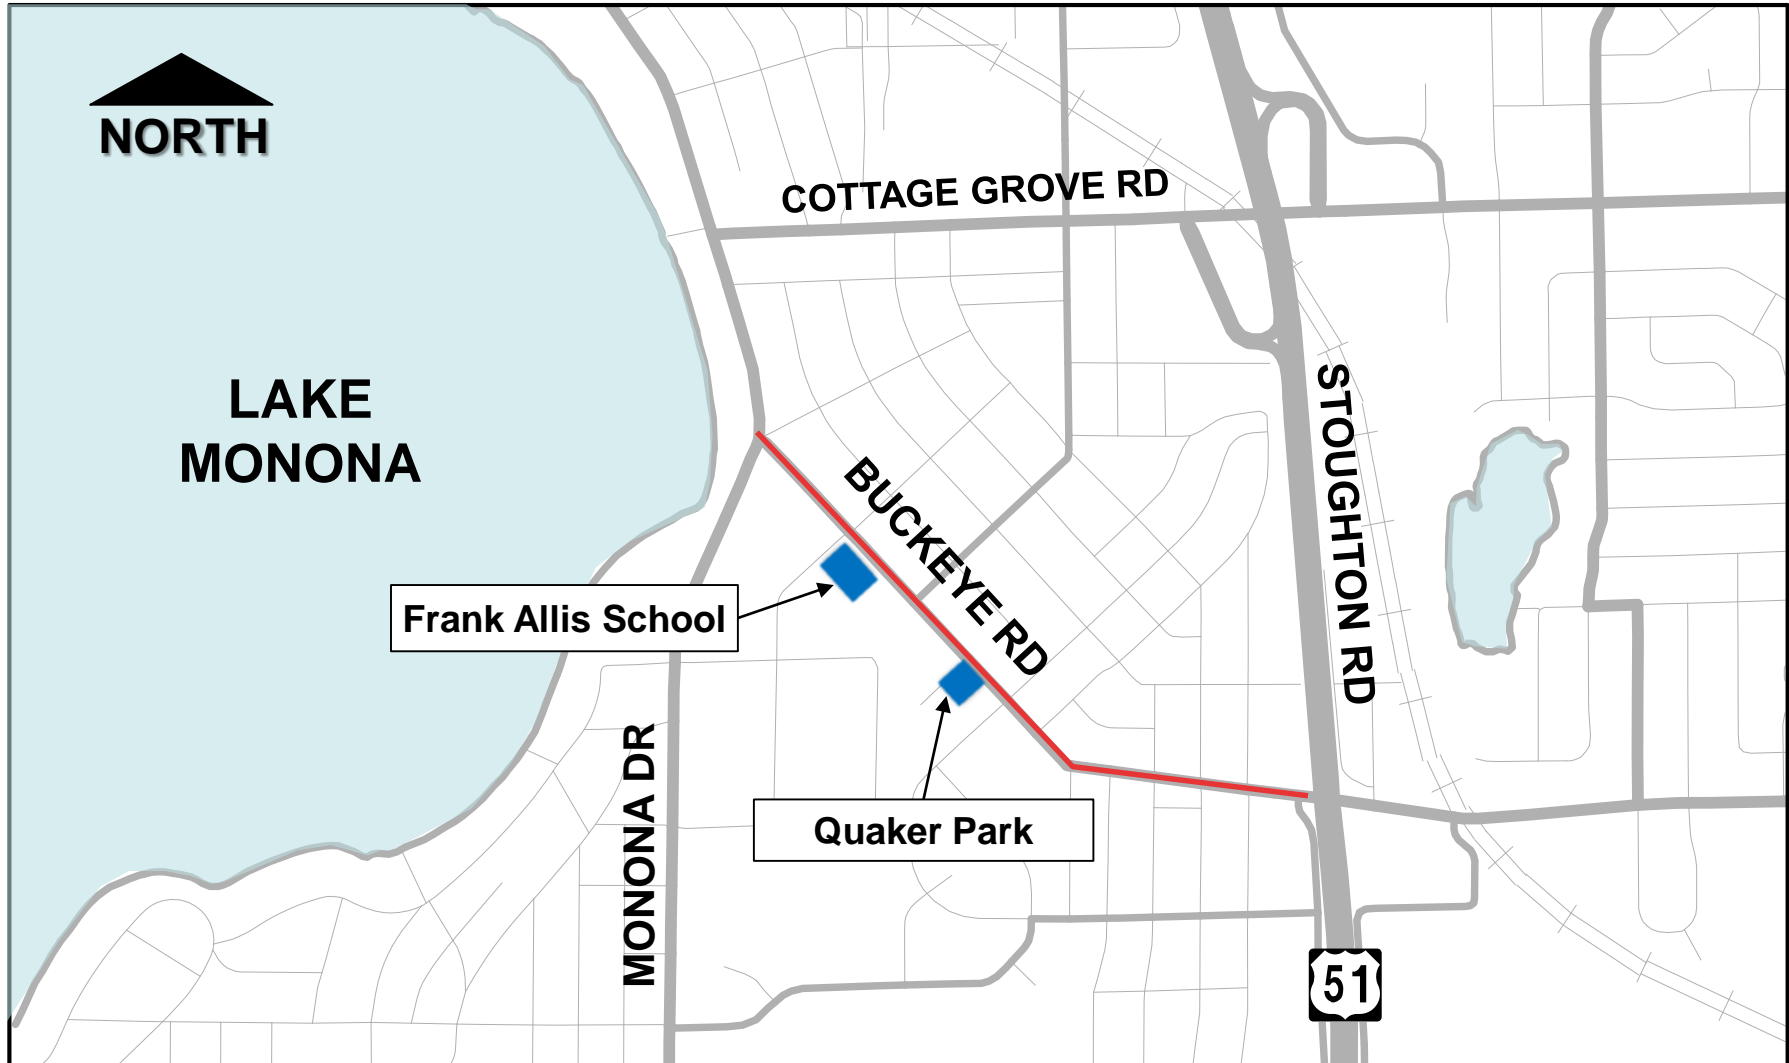 NORTH
COTTAGE GROVE RD
LAKE
MONONA
STOUGHTON RD
BUCKEYE RD
Frank Allis School
MONONA DR
Quaker Park
51